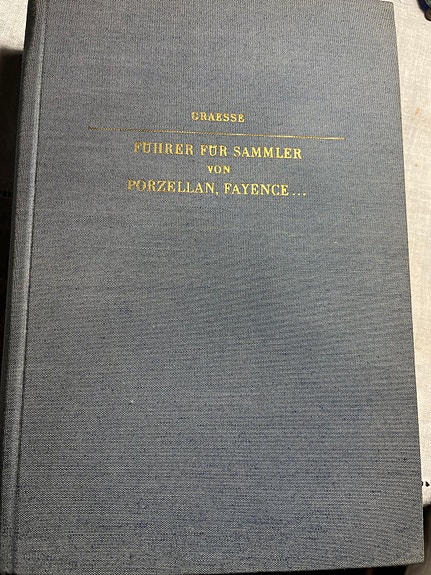 GRAESSE
FÜHRER FÜR SAMMLER
VON
PORZELLAN, FAYENCE...